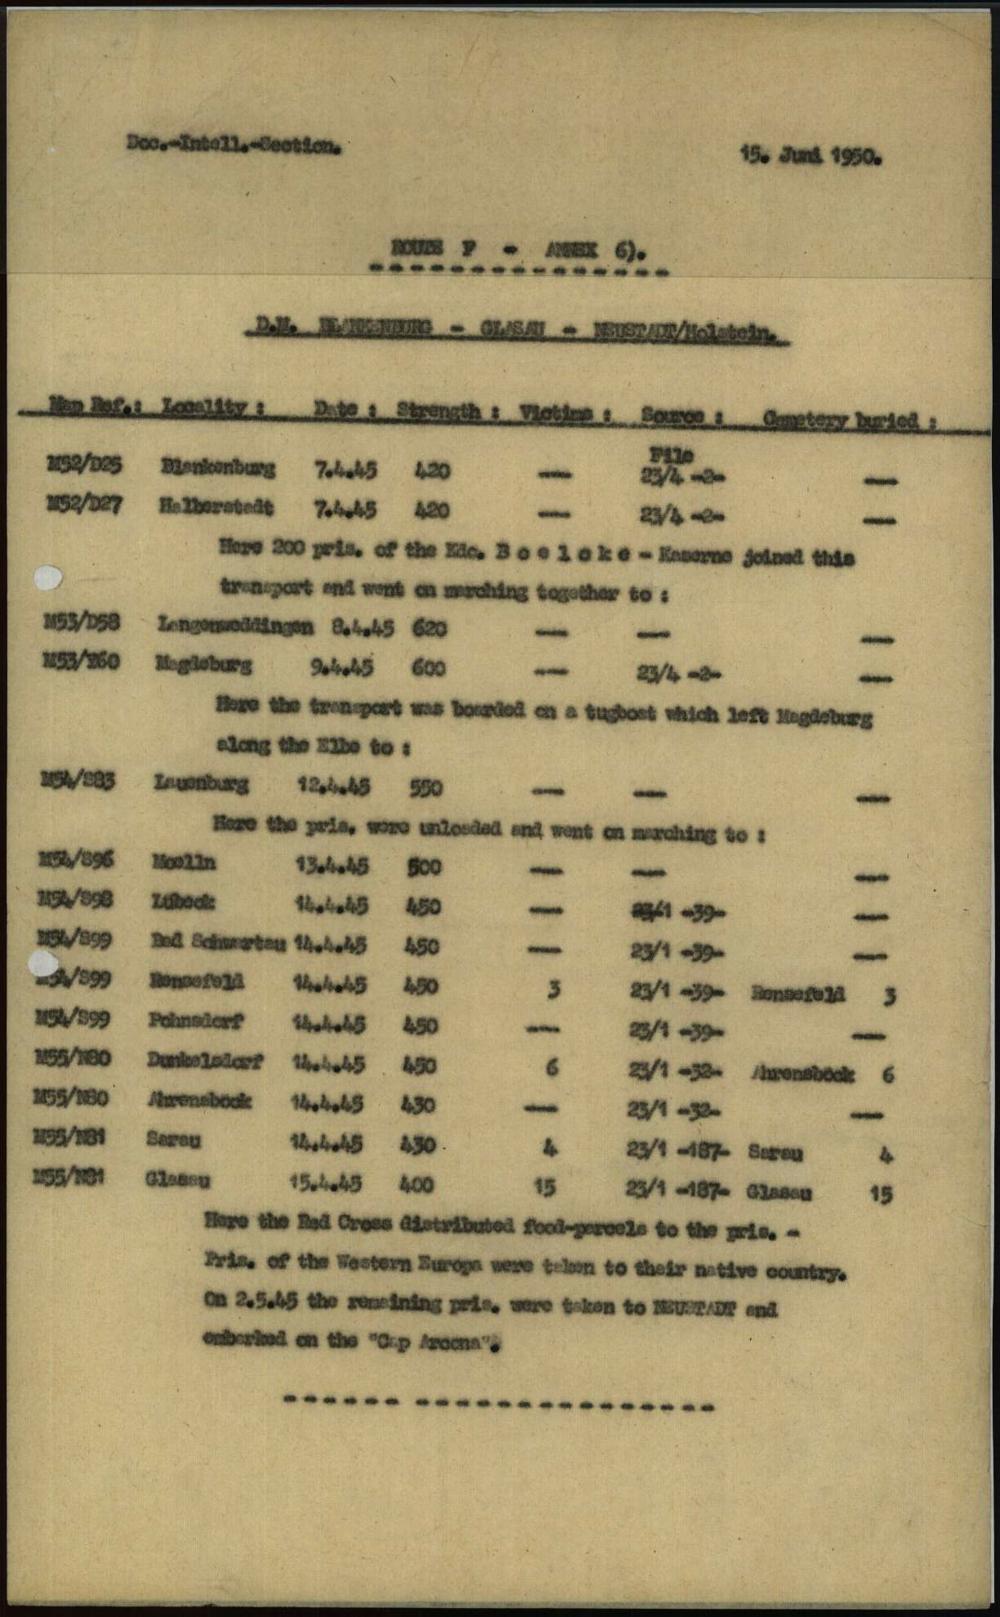 Doc.-Intell.-Section.
15. Juni 1950.
ROUTE F - ANNEX 6).
D.M. BLANKENBURG - GLASAU - NEUSTADT/Holstein.
Map Ref.: Locality : Date : Strength : Victims : Source : Cemetery buried :
File
M52/D25 Blankenburg 7.4.45 420 — 23/4 -2- —
M52/D27 Halberstadt 7.4.45 420 — 23/4 -2- —
Here 200 pris. of the Kdo. B o e l c k e - Kaserne joined this
transport and went on marching together to :
M53/D58 Langenweddingen 8.4.45 620 — — —
M53/Y60 Magdeburg 9.4.45 600 — 23/4 -2- —
Here the transport was boarded on a tugboat which left Magdeburg
along the Elbe to :
M54/S83 Lauenburg 12.4.45 550 — — —
Here the pris. were unloaded and went on marching to :
M54/S96 Moelln 13.4.45 500 — — —
M54/S98 Lübeck 14.4.45 450 — 23/1 -39- —
M54/S99 Bad Schwartau 14.4.45 450 — 23/1 -39- —
M54/S99 Rensefeld 14.4.45 450 3 23/1 -39- Rensefeld 3
M54/S99 Pohnsdorf 14.4.45 450 — 23/1 -39- —
M55/N80 Dunkelsdorf 14.4.45 450 6 23/1 -32- Ahrensböck 6
M55/N80 Ahrensbock 14.4.45 430 — 23/1 -32- —
M55/N81 Sarau 14.4.45 430. 4 23/1 -187- Sarau 4
M55/N81 Glasau 15.4.45 400 15 23/1 -187- Glasau 15
Here the Red Cross distributed food-parcels to the pris. -
Pris. of the Western Europa were taken to their native country.
On 2.5.45 the remaining pris. were taken to NEUSTADT and
embarked on the "Cap Arcona".